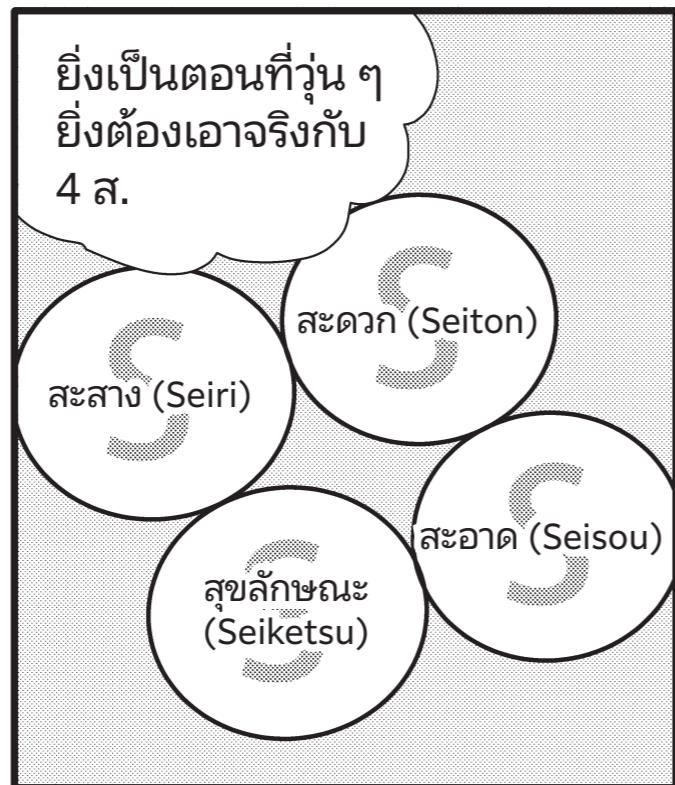 ยิ่งเป็นตอนที่วุ่น ๆ
ยิ่งต้องเอาจริงกับ
4 ส.
S
สะดวก (Seiton)
S
สะสาง (Seiri)
S
สะอาด (Seisou)
S
สุขลักษณะ
(Seiketsu)